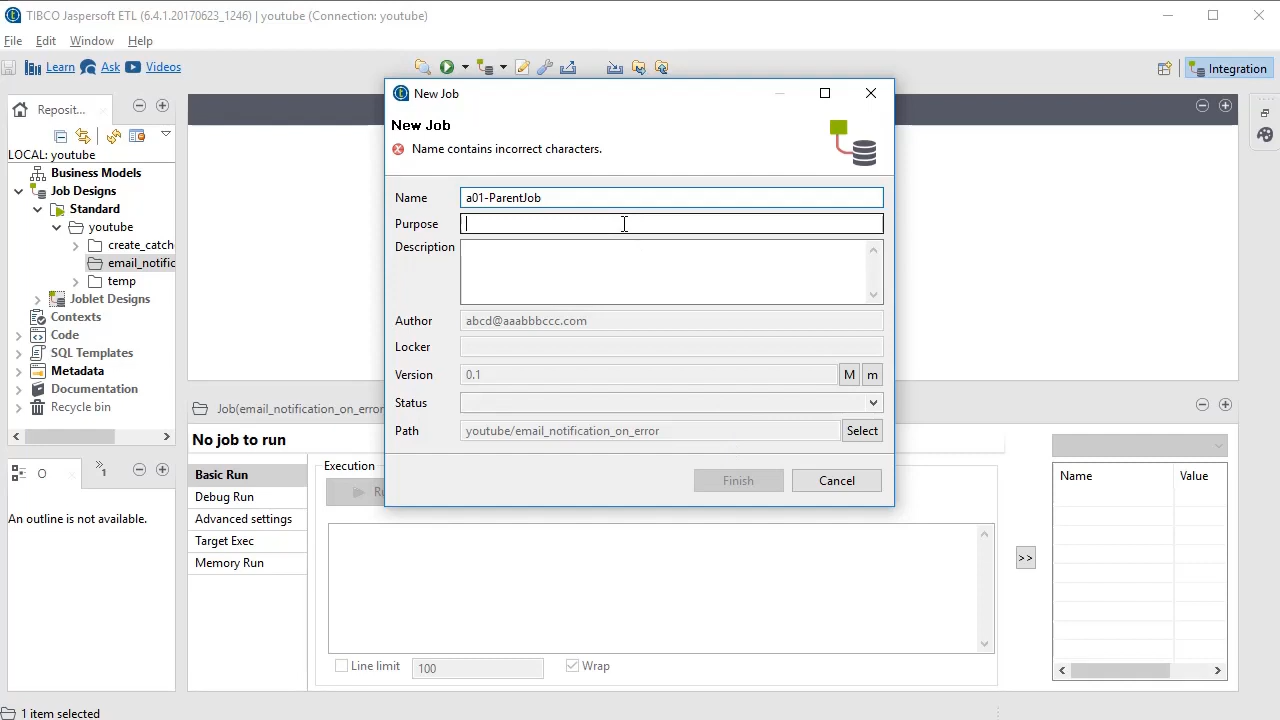 TIBCO Jaspersoft ETL (6.4.1.20170623_1246) | youtube (Connection: youtube)
File Edit Window Help
Learn Ask Videos
Integration
Reposit...
LOCAL: youtube
Business Models
Job Designs
Standard
youtube
create_catch
email_notific
temp
Joblet Designs
Contexts
Code
SQL Templates
Metadata
Documentation
Recycle bin
New Job
New Job
Name contains incorrect characters.
Name a01-ParentJob
Purpose
Description
Author abcd@aaabbbccc.com
Locker
Version 0.1 M m
Status
Path youtube/email_notification_on_error Select
Finish Cancel
O
1
An outline is not available.
Job(email_notification_on_error
No job to run
Basic Run
Debug Run
Advanced settings
Target Exec
Memory Run
Execution
Ru
Line limit 100 Wrap
>>
Name Value
1 item selected